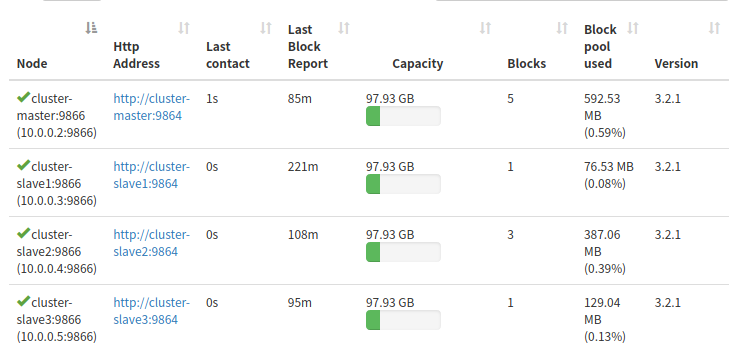 Node Http Address Last contact Last Block Report Capacity Blocks Block pool used Version
cluster-master:9866 (10.0.0.2:9866) http://cluster-master:9864 1s 85m 97.93 GB 5 592.53 MB (0.59%) 3.2.1
cluster-slave1:9866 (10.0.0.3:9866) http://cluster-slave1:9864 0s 221m 97.93 GB 1 76.53 MB (0.08%) 3.2.1
cluster-slave2:9866 (10.0.0.4:9866) http://cluster-slave2:9864 0s 108m 97.93 GB 3 387.06 MB (0.39%) 3.2.1
cluster-slave3:9866 (10.0.0.5:9866) http://cluster-slave3:9864 0s 95m 97.93 GB 1 129.04 MB (0.13%) 3.2.1